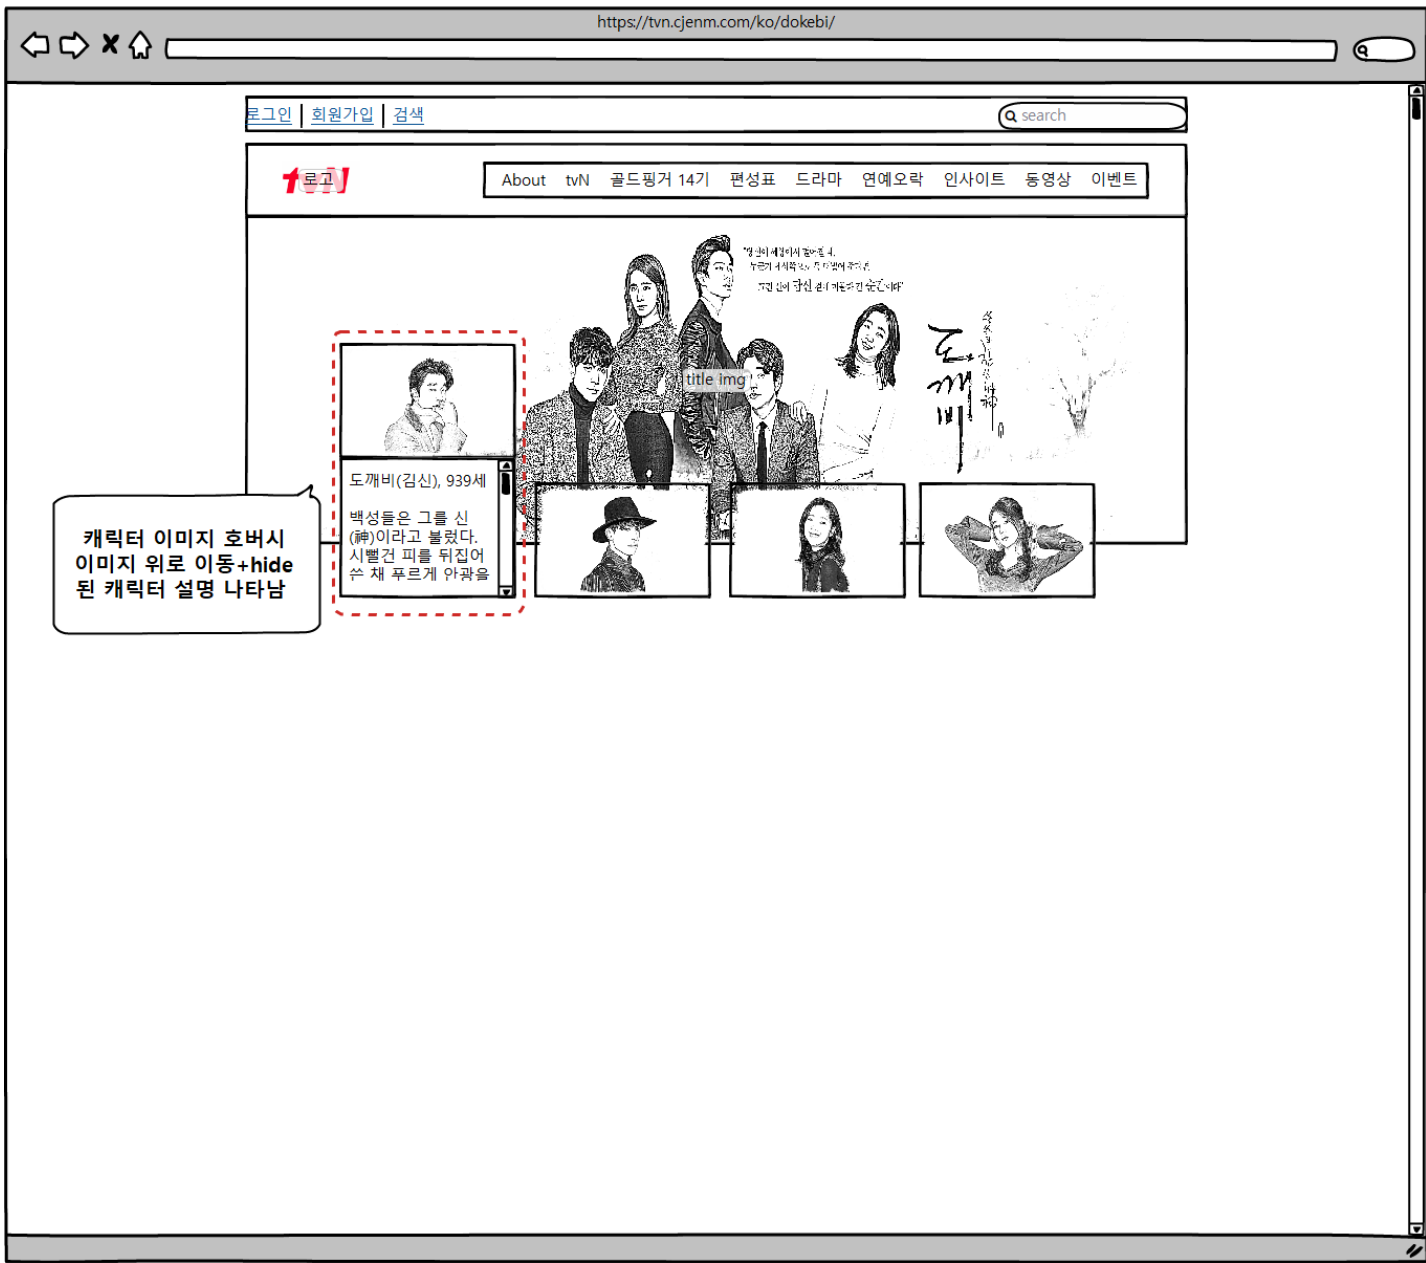 https://tvn.cjenm.com/ko/dokebi/
로그인 | 회원가입 | 검색
search
tvN
로고
About tvN 골드핑거 14기 편성표 드라마 연예오락 인사이트 동영상 이벤트
title img
도깨비
도깨비(김신), 939세
백성들은 그를 신
(神)이라고 불렀다.
시뻘건 피를 뒤집어
쓴 채 푸르게 안광을
캐릭터 이미지 호버시
이미지 위로 이동+hide
된 캐릭터 설명 나타남